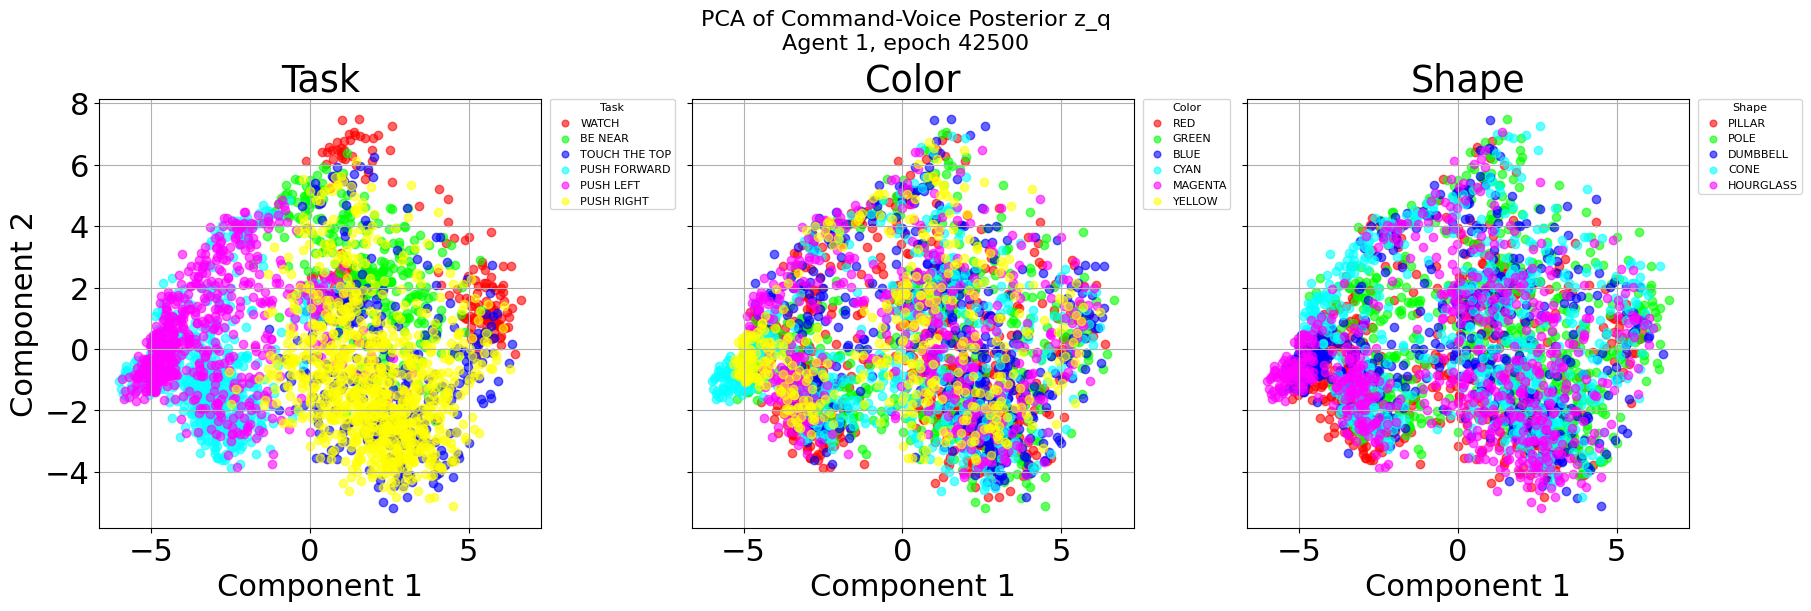 PCA of Command-Voice Posterior z_q
Agent 1, epoch 42500
Task
Color
Shape
Task
WATCH
BE NEAR
TOUCH THE TOP
PUSH FORWARD
PUSH LEFT
PUSH RIGHT
Color
RED
GREEN
BLUE
CYAN
MAGENTA
YELLOW
Shape
PILLAR
POLE
DUMBBELL
CONE
HOURGLASS
Component 2
8
6
4
2
0
−2
−4
−5 0 5
−5 0 5
−5 0 5
Component 1
Component 1
Component 1